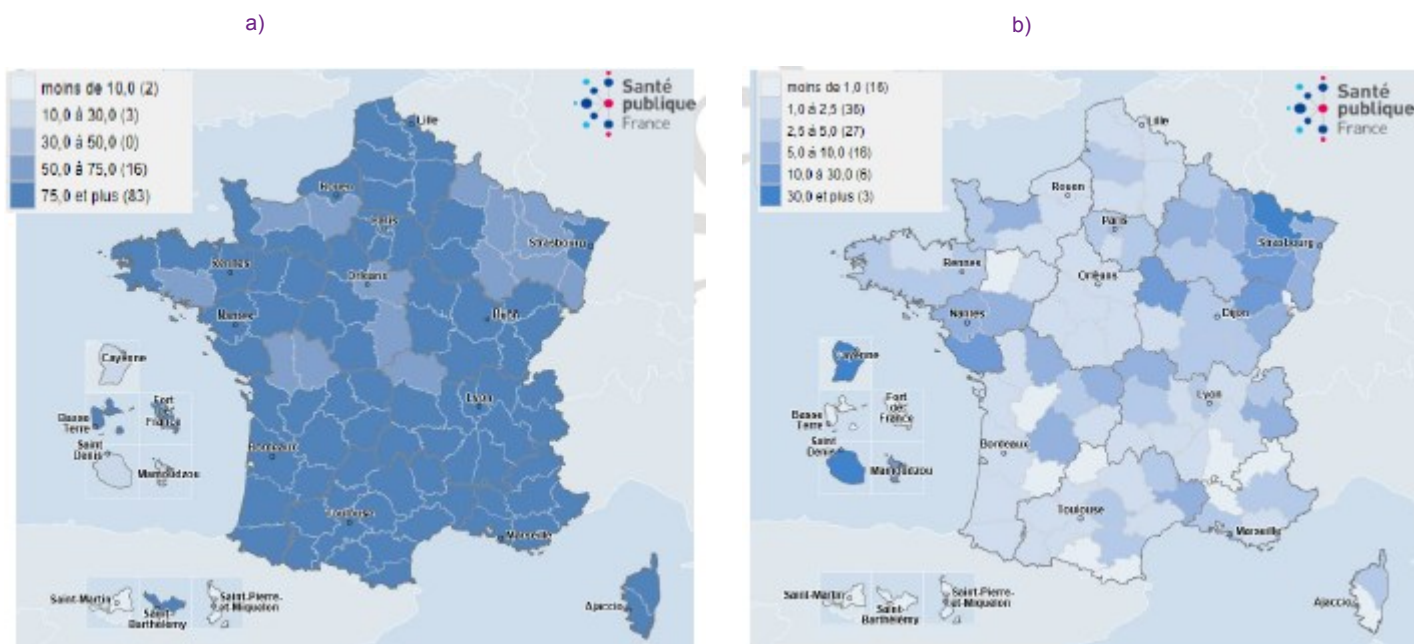 a)
moins de 10,0 (2)
10,0 à 30,0 (3)
30,0 à 50,0 (0)
50,0 à 75,0 (16)
75,0 et plus (83)
Santé
publique
France
Lille
Rouen
Paris
Strasbourg
Rennes
Orléans
Nantes
Dijon
Cayenne
Lyon
Basse
Terre
Fort
de
France
Saint
Denis
Mamoudzou
Bordeaux
Toulouse
Marseille
Saint-Martin
Saint-
Barthélémy
Saint-Pierre-
et-Miquelon
Ajaccio
b)
moins de 1,0 (16)
1,0 à 2,5 (36)
2,5 à 5,0 (27)
5,0 à 10,0 (16)
10,0 à 30,0 (6)
30,0 et plus (3)
Santé
publique
France
Lille
Rouen
Paris
Strasbourg
Rennes
Orléans
Nantes
Dijon
Cayenne
Lyon
Basse
Terre
Fort
de
France
Saint
Denis
Mamoudzou
Bordeaux
Toulouse
Marseille
Saint-Martin
Saint-
Barthélémy
Saint-Pierre-
et-Miquelon
Ajaccio